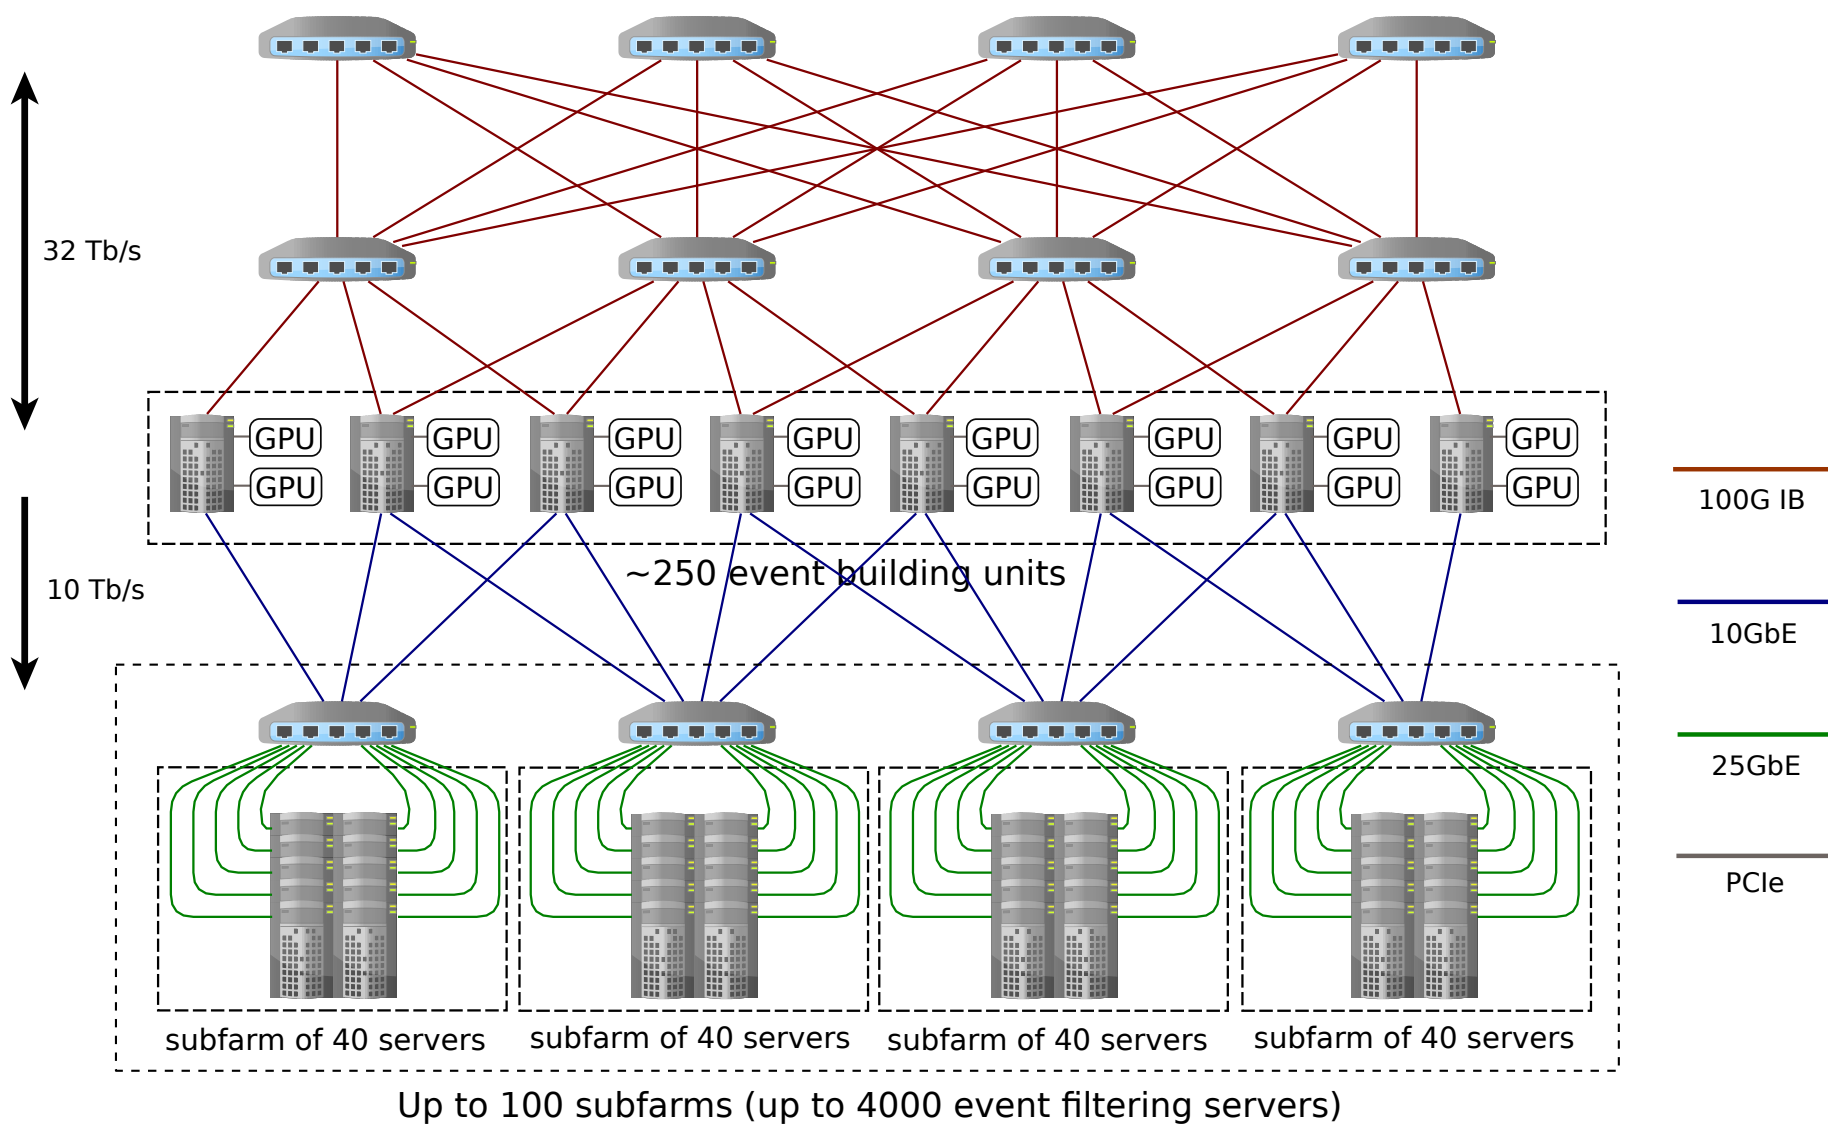 32 Tb/s
GPU GPU GPU GPU GPU GPU GPU GPU
GPU GPU GPU GPU GPU GPU GPU GPU
100G IB
~250 event building units
10 Tb/s
10GbE
25GbE
PCIe
subfarm of 40 servers
subfarm of 40 servers
subfarm of 40 servers
subfarm of 40 servers
Up to 100 subfarms (up to 4000 event filtering servers)